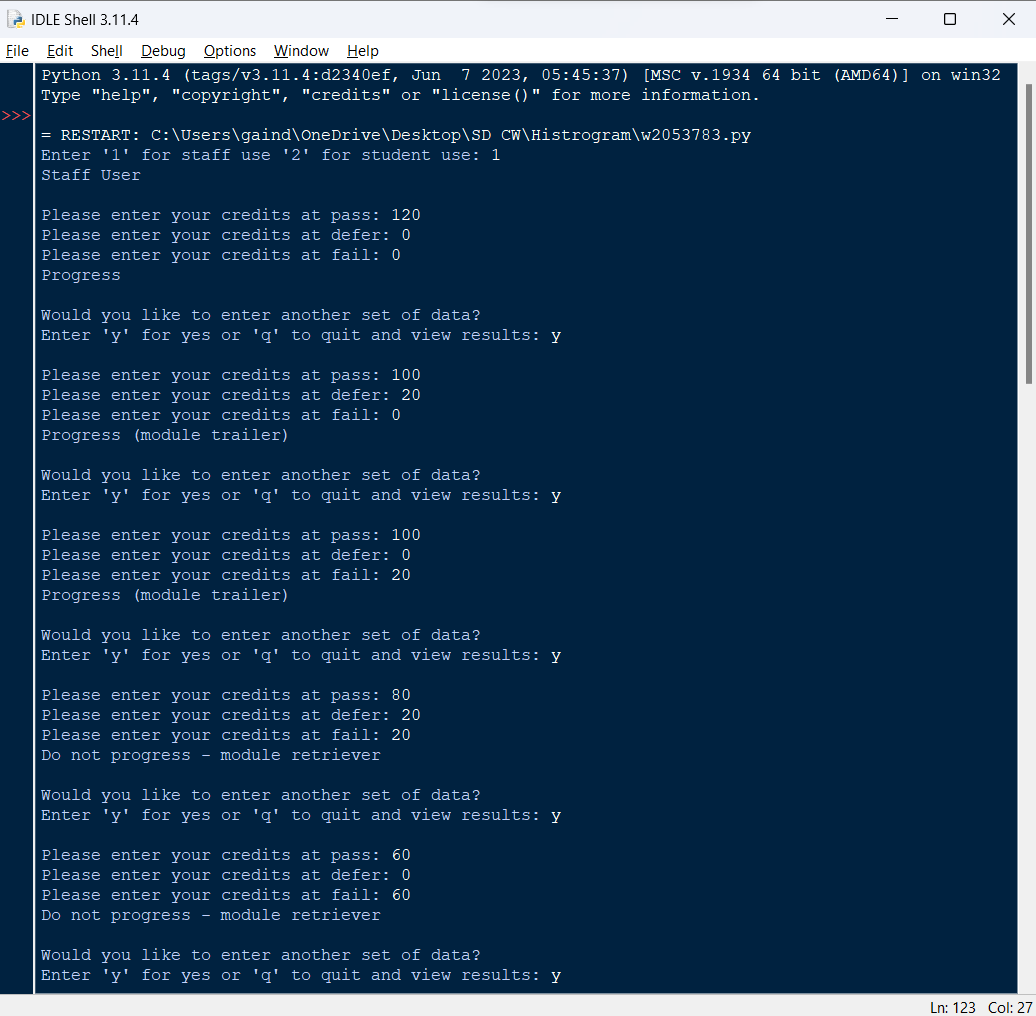 IDLE Shell 3.11.4
File Edit Shell Debug Options Window Help
Python 3.11.4 (tags/v3.11.4:d2340ef, Jun  7 2023, 05:45:37) [MSC v.1934 64 bit (AMD64)] on win32
Type "help", "copyright", "credits" or "license()" for more information.
>>>
= RESTART: C:\Users\gaind\OneDrive\Desktop\SD CW\Histrogram\w2053783.py
Enter '1' for staff use '2' for student use: 1
Staff User
Please enter your credits at pass: 120
Please enter your credits at defer: 0
Please enter your credits at fail: 0
Progress
Would you like to enter another set of data?
Enter 'y' for yes or 'q' to quit and view results: y
Please enter your credits at pass: 100
Please enter your credits at defer: 20
Please enter your credits at fail: 0
Progress (module trailer)
Would you like to enter another set of data?
Enter 'y' for yes or 'q' to quit and view results: y
Please enter your credits at pass: 100
Please enter your credits at defer: 0
Please enter your credits at fail: 20
Progress (module trailer)
Would you like to enter another set of data?
Enter 'y' for yes or 'q' to quit and view results: y
Please enter your credits at pass: 80
Please enter your credits at defer: 20
Please enter your credits at fail: 20
Do not progress – module retriever
Would you like to enter another set of data?
Enter 'y' for yes or 'q' to quit and view results: y
Please enter your credits at pass: 60
Please enter your credits at defer: 0
Please enter your credits at fail: 60
Do not progress – module retriever
Would you like to enter another set of data?
Enter 'y' for yes or 'q' to quit and view results: y
Ln: 123 Col: 27